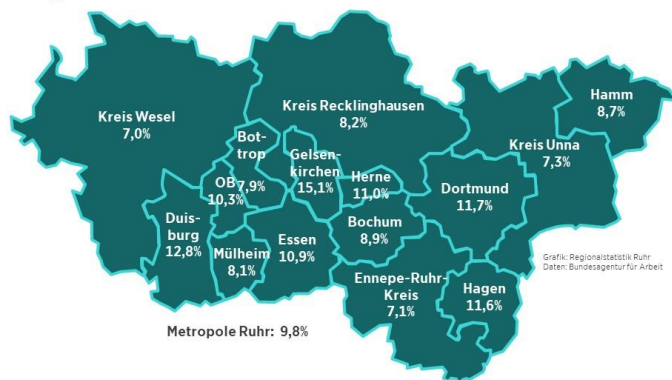 Kreis Wesel
7,0%
Kreis Recklinghausen
8,2%
Hamm
8,7%
Kreis Unna
7,3%
Bot-
trop
7,9%
Gelsen-
kirchen
15,1%
Herne
11,0%
OB
10,3%
Dortmund
11,7%
Duis-
burg
12,8%
Mülheim
8,1%
Essen
10,9%
Bochum
8,9%
Ennepe-Ruhr-
Kreis
7,1%
Hagen
11,6%
Grafik: Regionalstatistik Ruhr
Daten: Bundesagentur für Arbeit
Metropole Ruhr: 9,8%